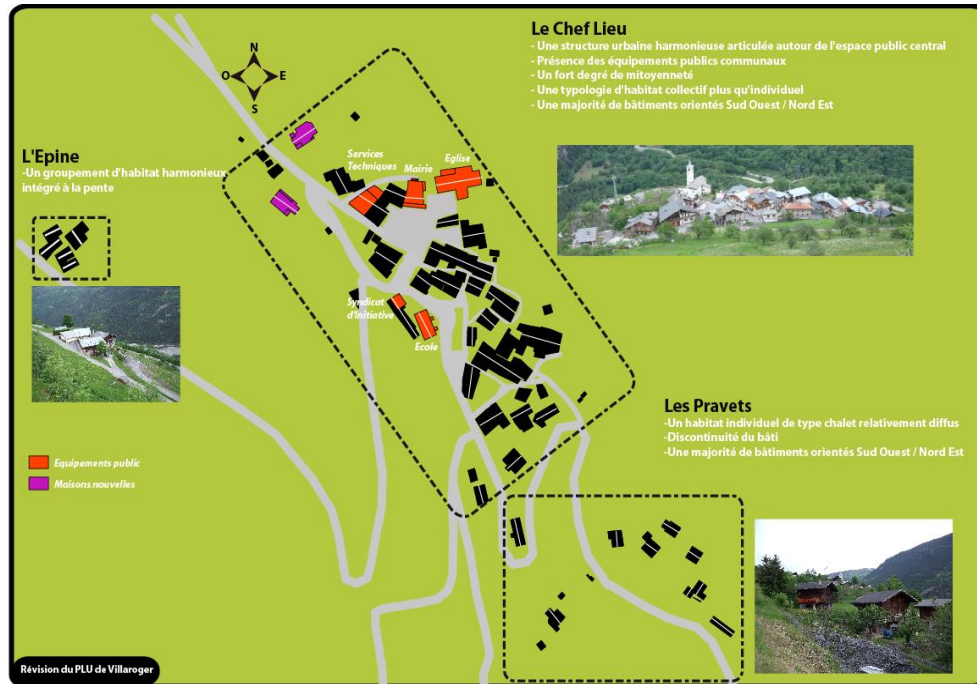 Le Chef Lieu
- Une structure urbaine harmonieuse articulée autour de l'espace public central
- Présence des équipements publics communaux
- Un fort degré de mitoyenneté
- Une typologie d'habitat collectif plus qu'individuel
- Une majorité de bâtiments orientés Sud Ouest / Nord Est
N
O
E
S
L'Epine
-Un groupement d'habitat harmonieux
intégré à la pente
Services
Techniques
Mairie
Eglise
Syndicat
d'Initiative
Ecole
Les Pravets
-Un habitat individuel de type chalet relativement diffus
-Discontinuité du bâti
-Une majorité de bâtiments orientés Sud Ouest / Nord Est
Equipements public
Maisons nouvelles
Révision du PLU de Villaroger